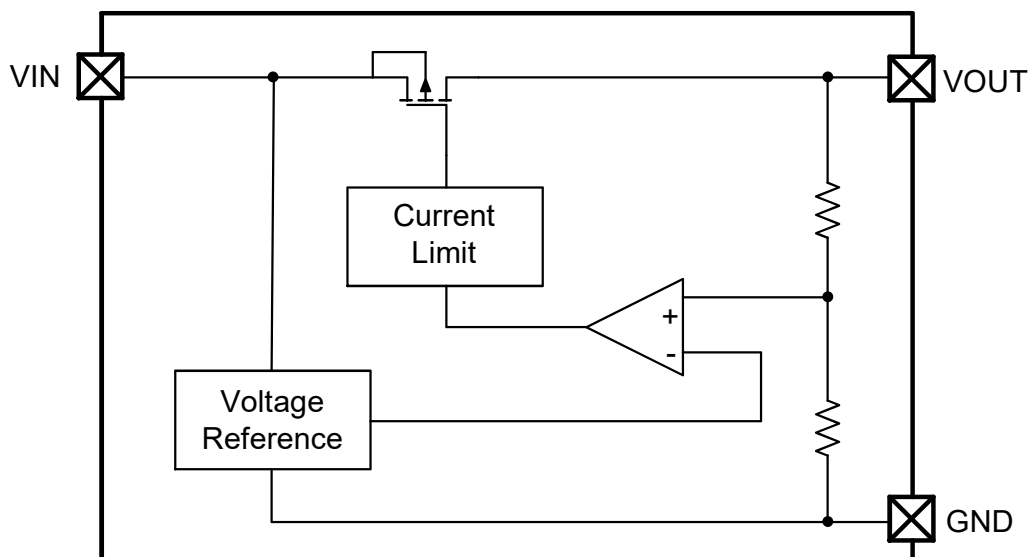 VIN
VOUT
Current
Limit
+
-
Voltage
Reference
GND